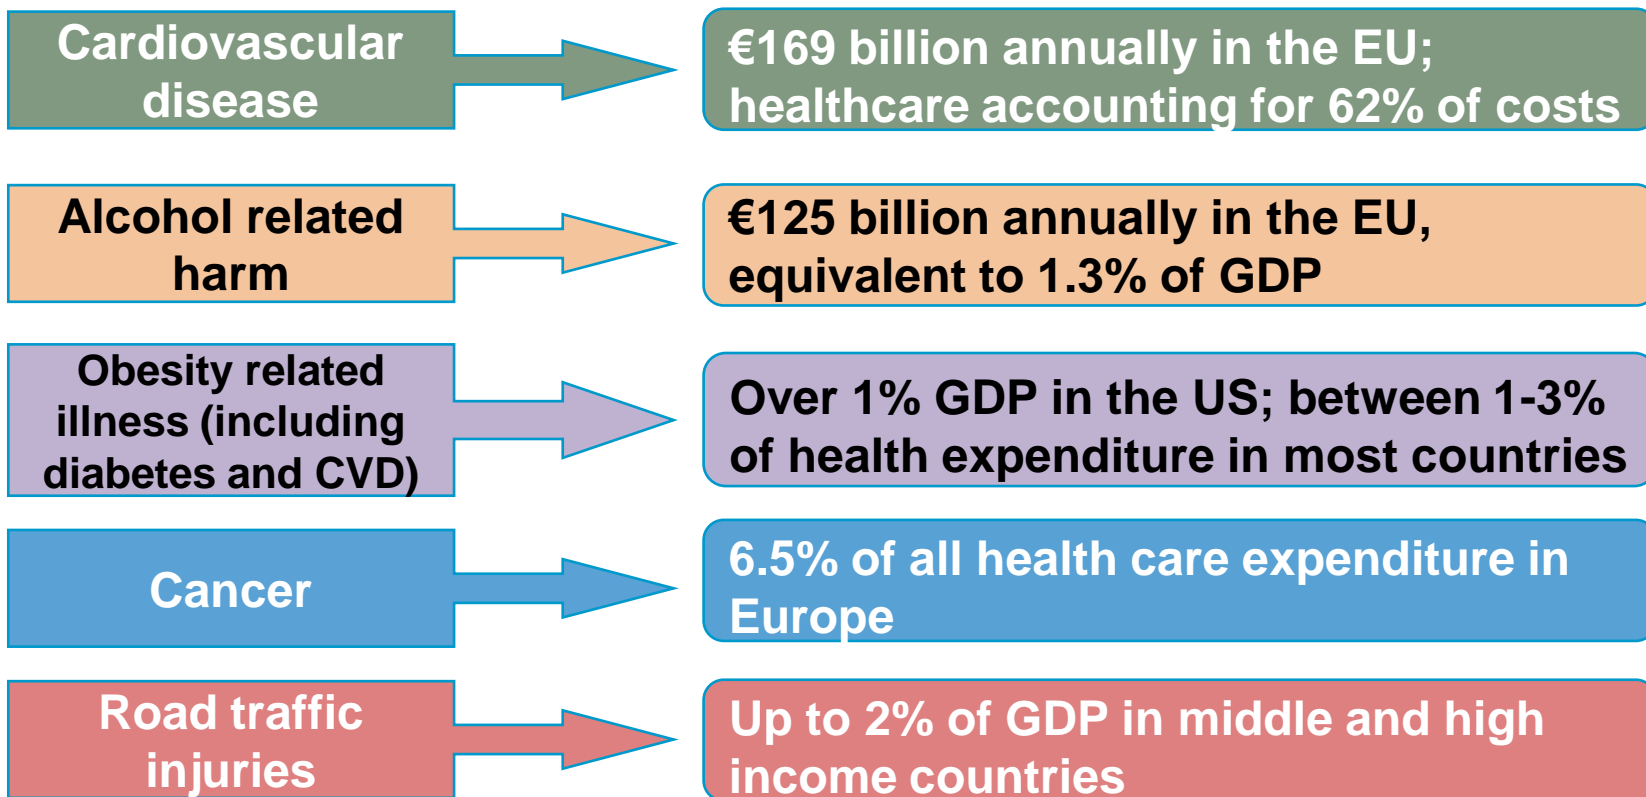 Cardiovascular
disease
€169 billion annually in the EU;
healthcare accounting for 62% of costs
Alcohol related
harm
€125 billion annually in the EU,
equivalent to 1.3% of GDP
Obesity related
illness (including
diabetes and CVD)
Over 1% GDP in the US; between 1-3%
of health expenditure in most countries
Cancer
6.5% of all health care expenditure in
Europe
Road traffic
injuries
Up to 2% of GDP in middle and high
income countries